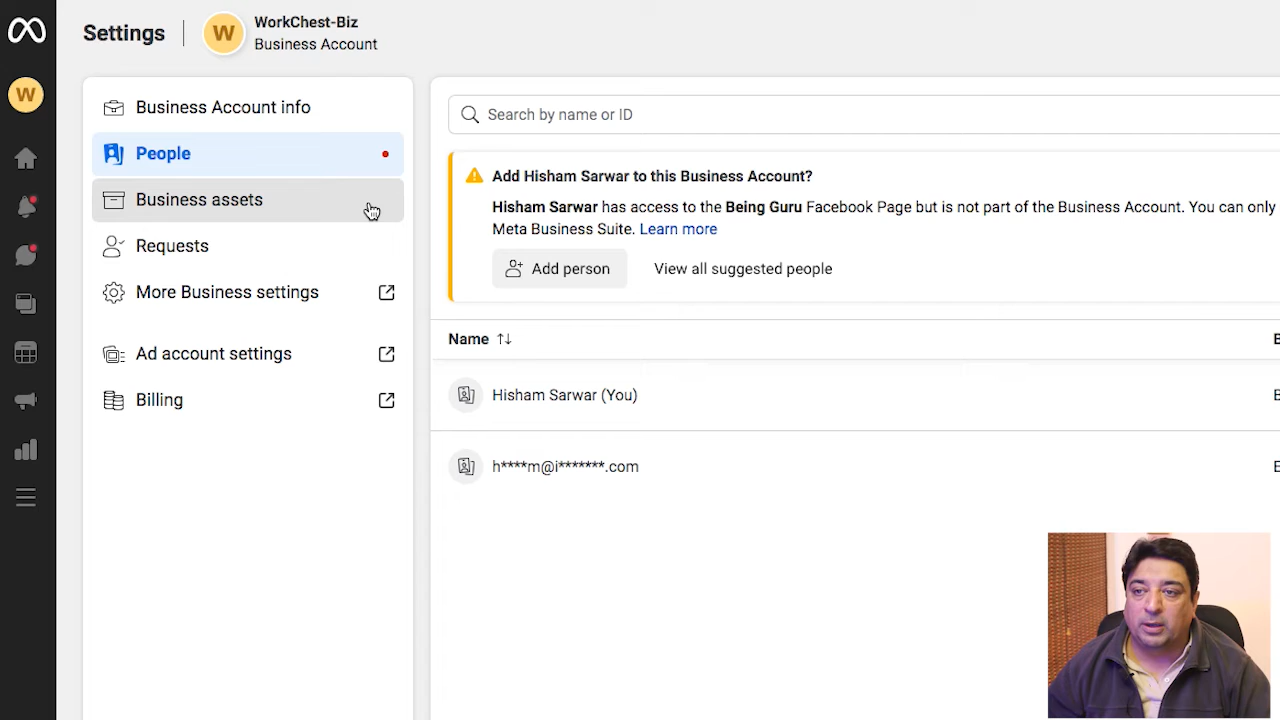 Settings
W
WorkChest-Biz
Business Account
W
Business Account info
People
Business assets
Requests
More Business settings
Ad account settings
Billing
Search by name or ID
Add Hisham Sarwar to this Business Account?
Hisham Sarwar has access to the Being Guru Facebook Page but is not part of the Business Account. You can only
Meta Business Suite. Learn more
Add person
View all suggested people
Name
Hisham Sarwar (You)
h****m@i*******.com